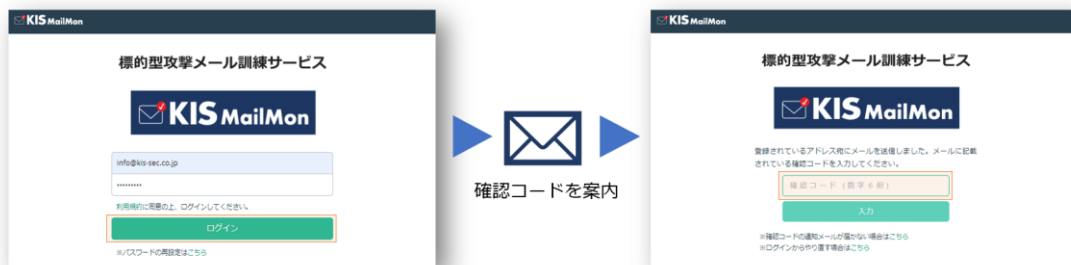 KIS MailMon
標的型攻撃メール訓練サービス
KIS MailMon
info@kis-sec.co.jp
•••••••••
利用規約に同意の上、ログインしてください。
ログイン
※パスワードの再設定はこちら
確認コードを案内
KIS MailMon
標的型攻撃メール訓練サービス
KIS MailMon
登録されているアドレス宛にメールを送信しました。メールに記載
されている確認コードを入力してください。
確認コード (数字6桁)
入力
※確認コードの通知メールが届かない場合はこちら
※ログインからやり直す場合はこちら